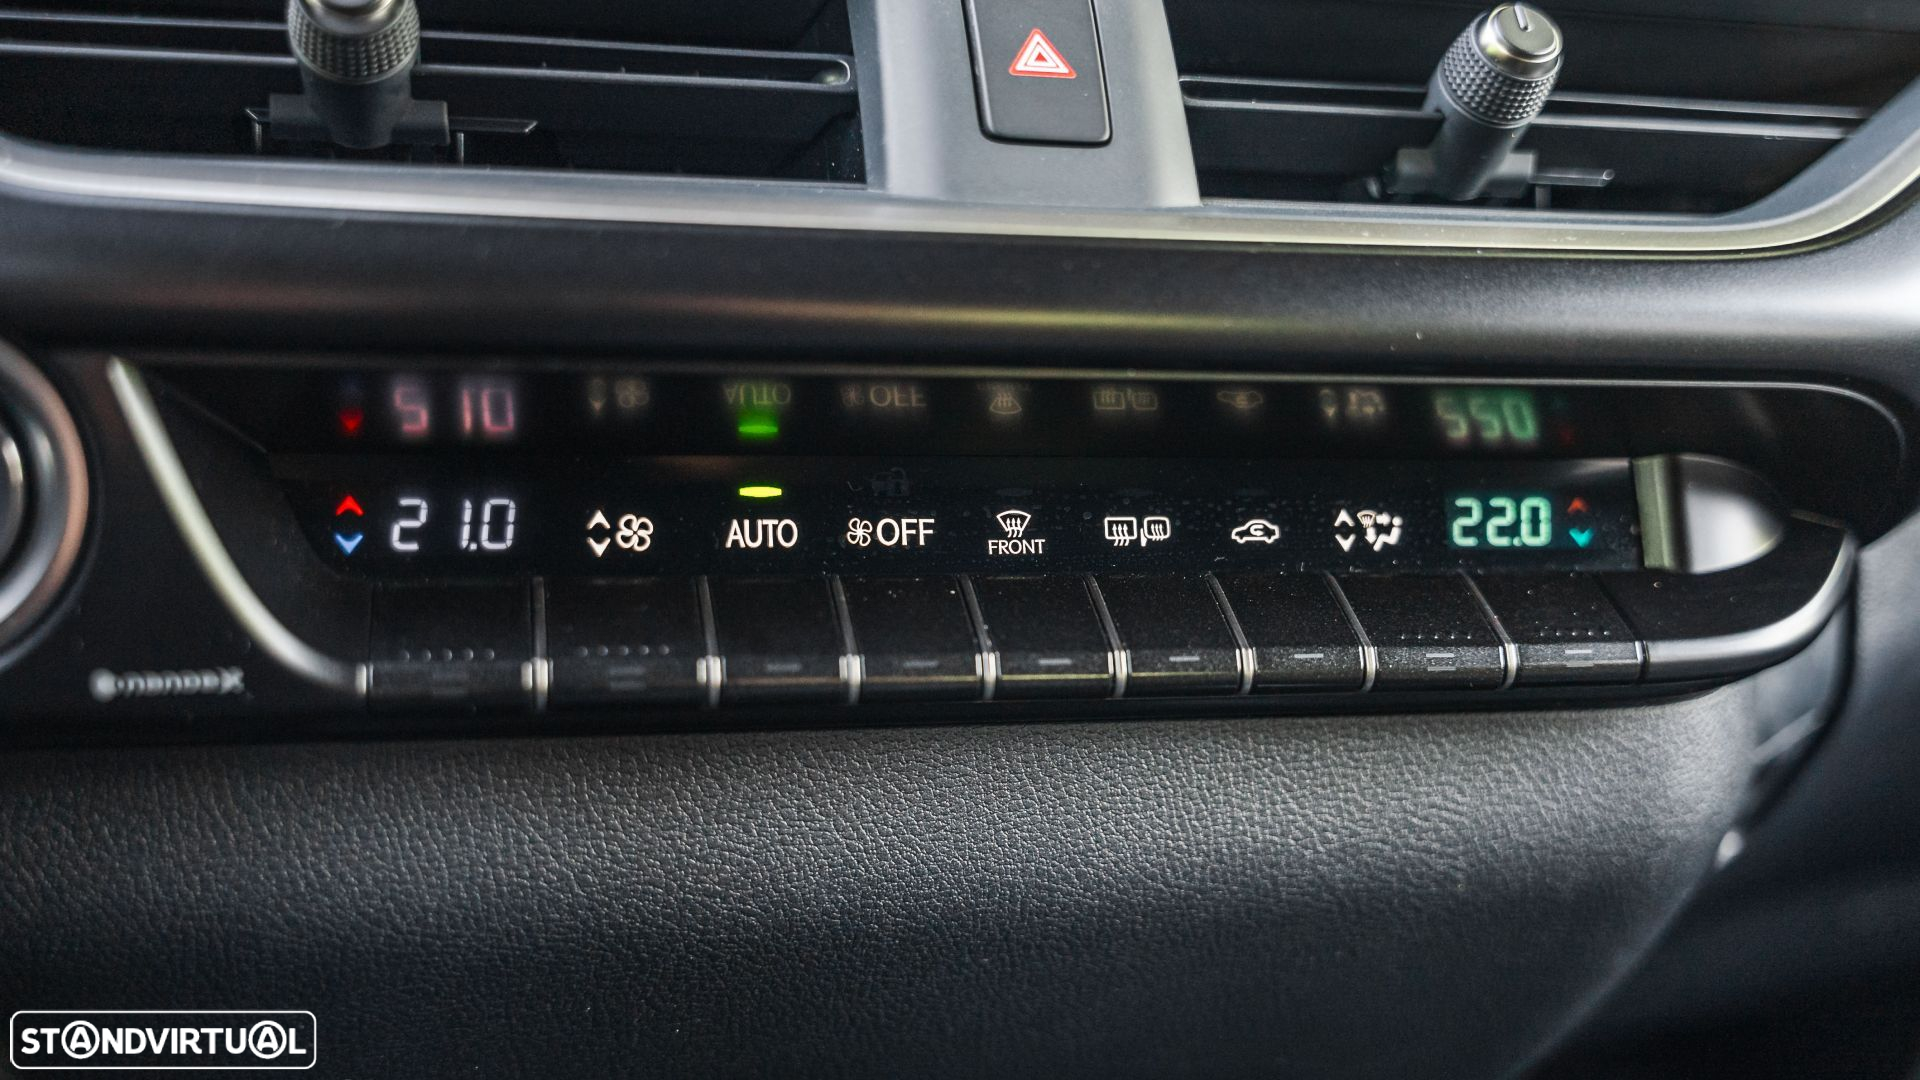 21.0 AUTO OFF FRONT 22.0
nanoeX
STANDVIRTUAL